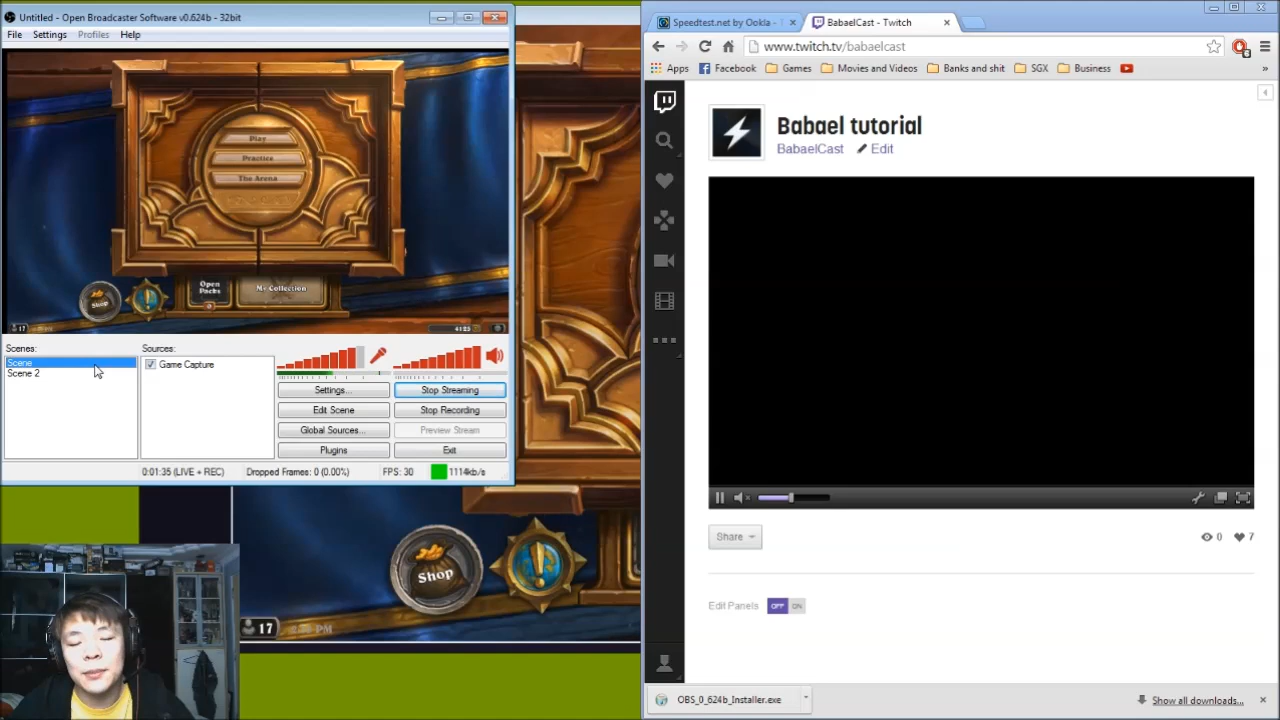 Untitled - Open Broadcaster Software v0.624b - 32bit
File Settings Profiles Help
Play
Practice
The Arena
Open Packs
My Collection
Shop
17
4125
Scenes:
Sources:
Scene
Scene 2
Game Capture
Settings...
Stop Streaming
Edit Scene
Stop Recording
Global Sources...
Preview Stream
Plugins
Exit
0:01:35 (LIVE + REC)
Dropped Frames: 0 (0.00%)
FPS: 30
1114kb/s
Shop
17
PM
Speedtest.net by Ookla -
BabaelCast - Twitch
www.twitch.tv/babaelcast
Apps Facebook Games Movies and Videos Banks and shit SGX Business
Babael tutorial
BabaelCast Edit
Share
0 7
Edit Panels OFF ON
OBS_0_624b_Installer.exe
Show all downloads...